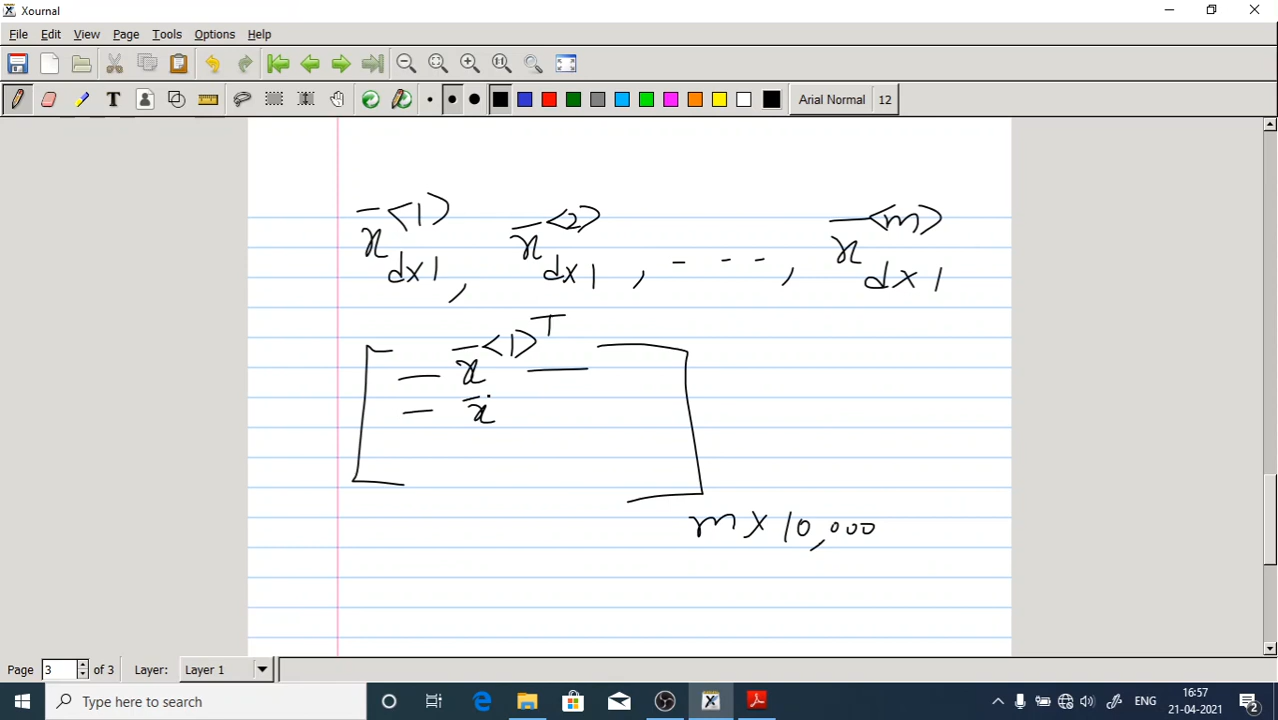 Xournal
File Edit View Page Tools Options Help
T Arial Normal 12
x̄^<1> d×1, x̄^<2> d×1, - - - -, x̄^<m> d×1
[ — x̄^<1>T — ]
— x̄
m × 10,000
Page 3 of 3 Layer: Layer 1
Type here to search
ENG
16:57
21-04-2021
2